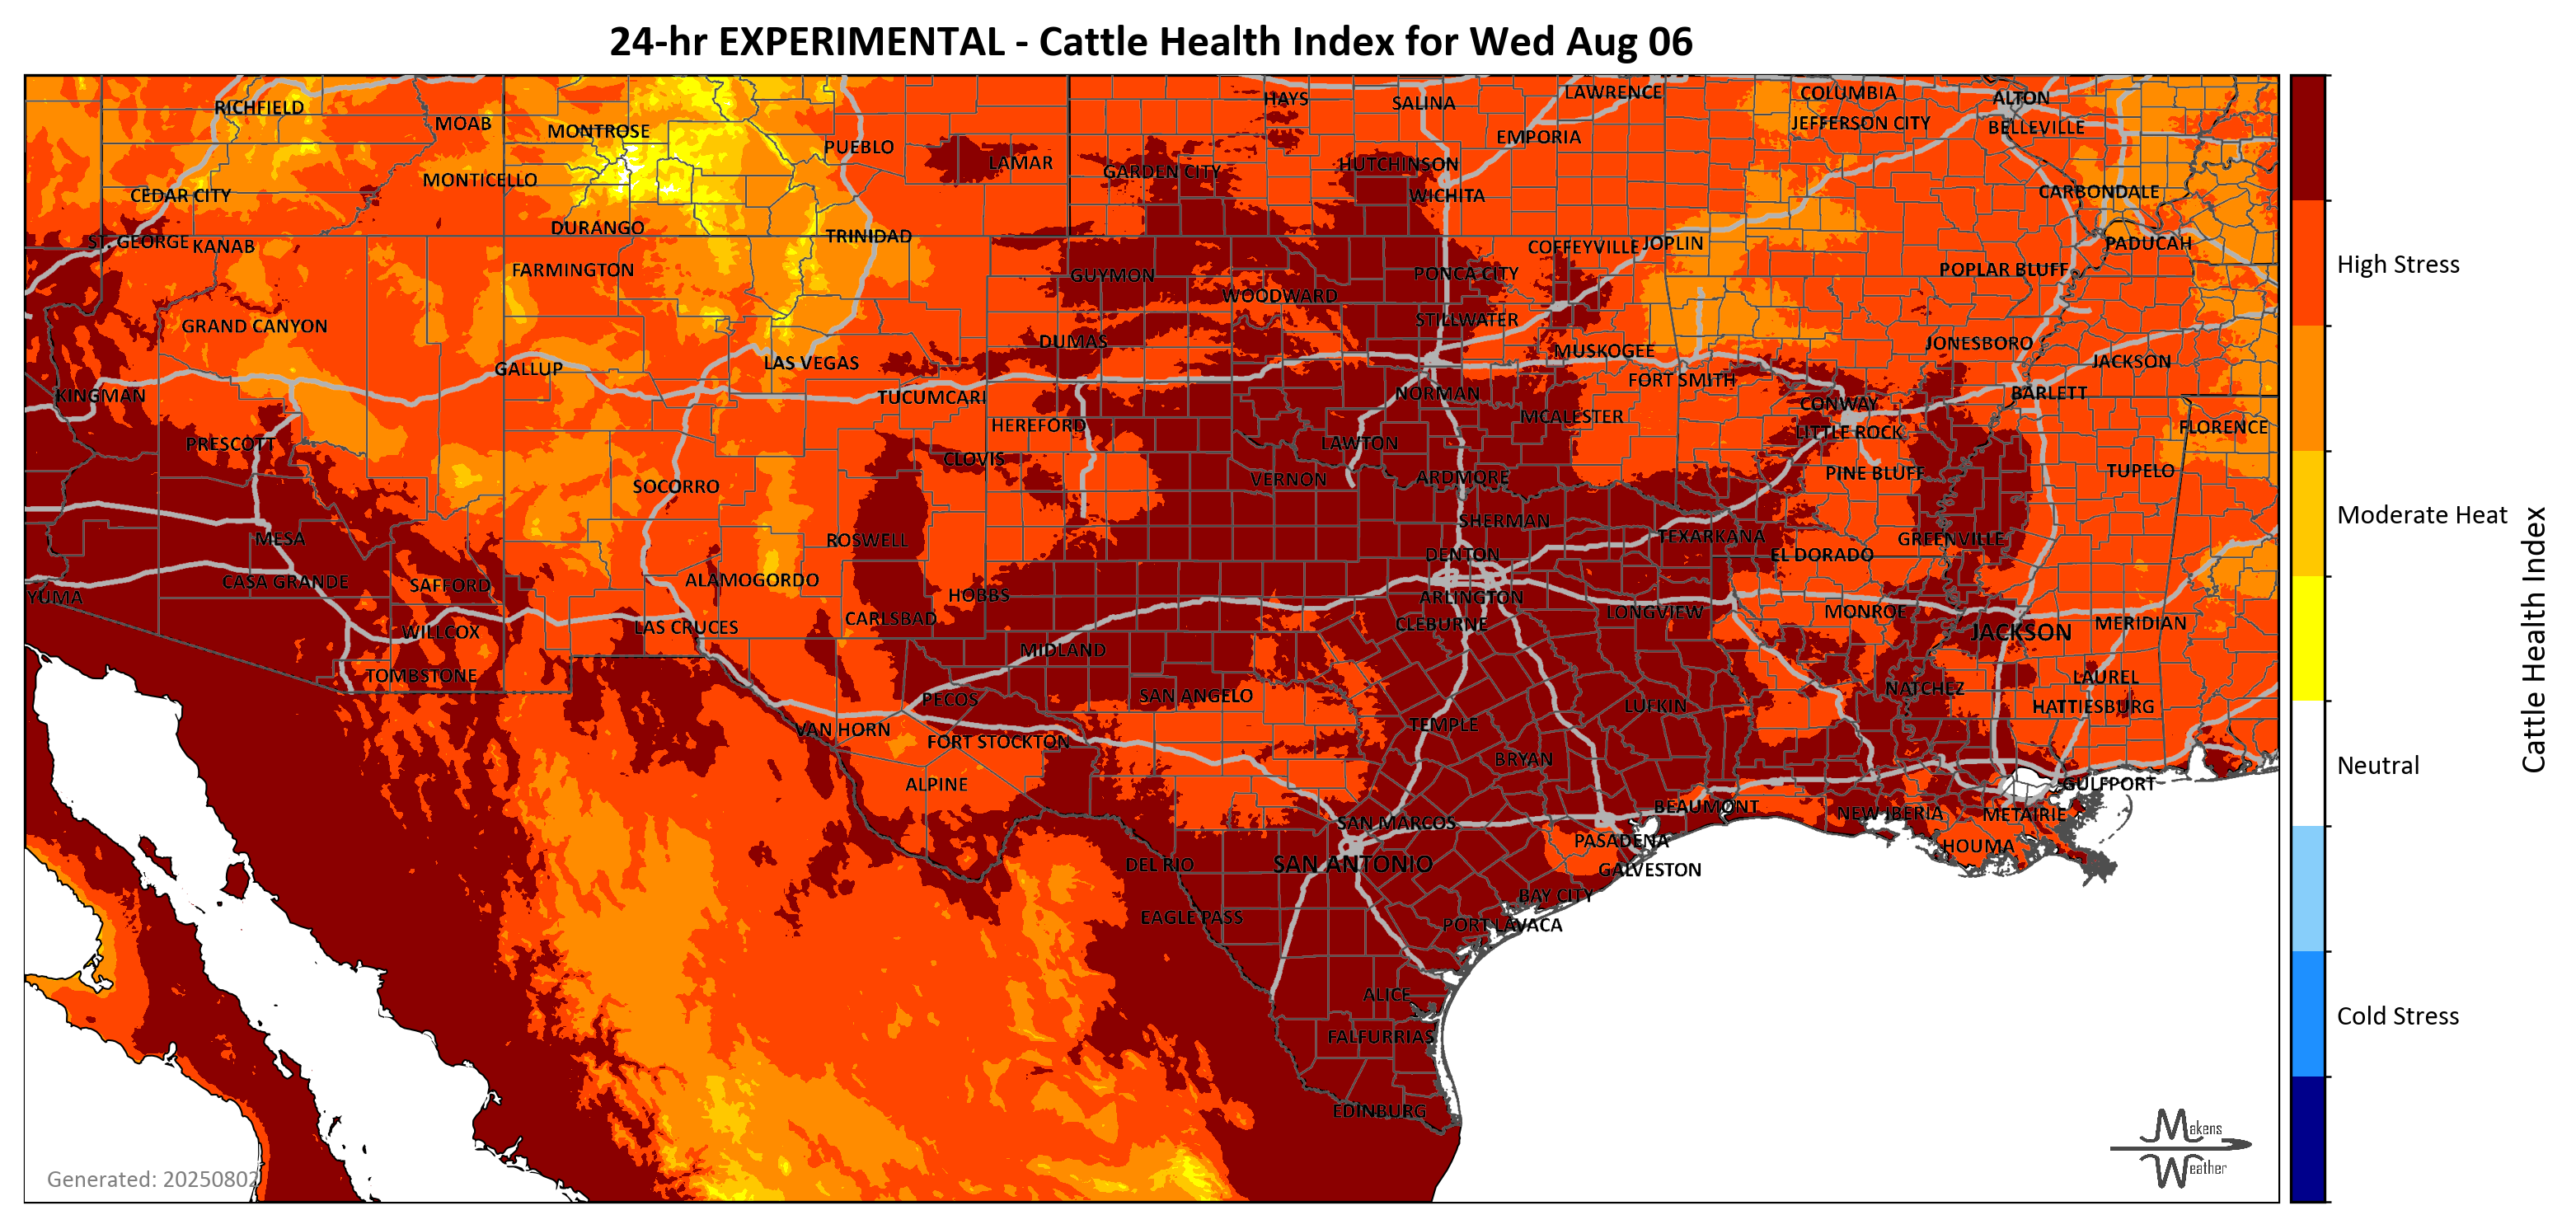 24-hr EXPERIMENTAL - Cattle Health Index for Wed Aug 06
RICHFIELD
MOAB
MONTROSE
PUEBLO
LAMAR
HAYS
SALINA
LAWRENCE
COLUMBIA
ALTON
EMPORIA
JEFFERSON CITY
BELLEVILLE
CEDAR CITY
MONTICELLO
GARDEN CITY
HUTCHINSON
WICHITA
CARBONDALE
ST. GEORGE
KANAB
DURANGO
TRINIDAD
COFFEYVILLE
JOPLIN
PADUCAH
FARMINGTON
GUYMON
PONCA CITY
POPLAR BLUFF
WOODWARD
GRAND CANYON
STILLWATER
DUMAS
MUSKOGEE
JONESBORO
JACKSON
GALLUP
LAS VEGAS
FORT SMITH
KINGMAN
TUCUMCARI
NORMAN
CONWAY
BARLETT
PRESCOTT
HEREFORD
MCALESTER
LITTLE ROCK
FLORENCE
CLOVIS
LAWTON
SOCORRO
VERNON
ARDMORE
PINE BLUFF
TUPELO
MESA
ROSWELL
SHERMAN
TEXARKANA
GREENVILLE
DENTON
EL DORADO
YUMA
CASA GRANDE
SAFFORD
ALAMOGORDO
HOBBS
ARLINGTON
LONGVIEW
MONROE
WILLCOX
LAS CRUCES
CARLSBAD
CLEBURNE
JACKSON
MERIDIAN
TOMBSTONE
MIDLAND
LAUREL
PECOS
SAN ANGELO
NATCHEZ
VAN HORN
FORT STOCKTON
TEMPLE
LUFKIN
HATTIESBURG
ALPINE
BRYAN
GULFPORT
SAN MARCOS
BEAUMONT
NEW IBERIA
METAIRIE
DEL RIO
SAN ANTONIO
PASADENA
GALVESTON
HOUMA
EAGLE PASS
BAY CITY
PORT LAVACA
ALICE
FALFURRIAS
EDINBURG
Generated: 20250802
Makens
Weather
High Stress
Moderate Heat
Neutral
Cold Stress
Cattle Health Index